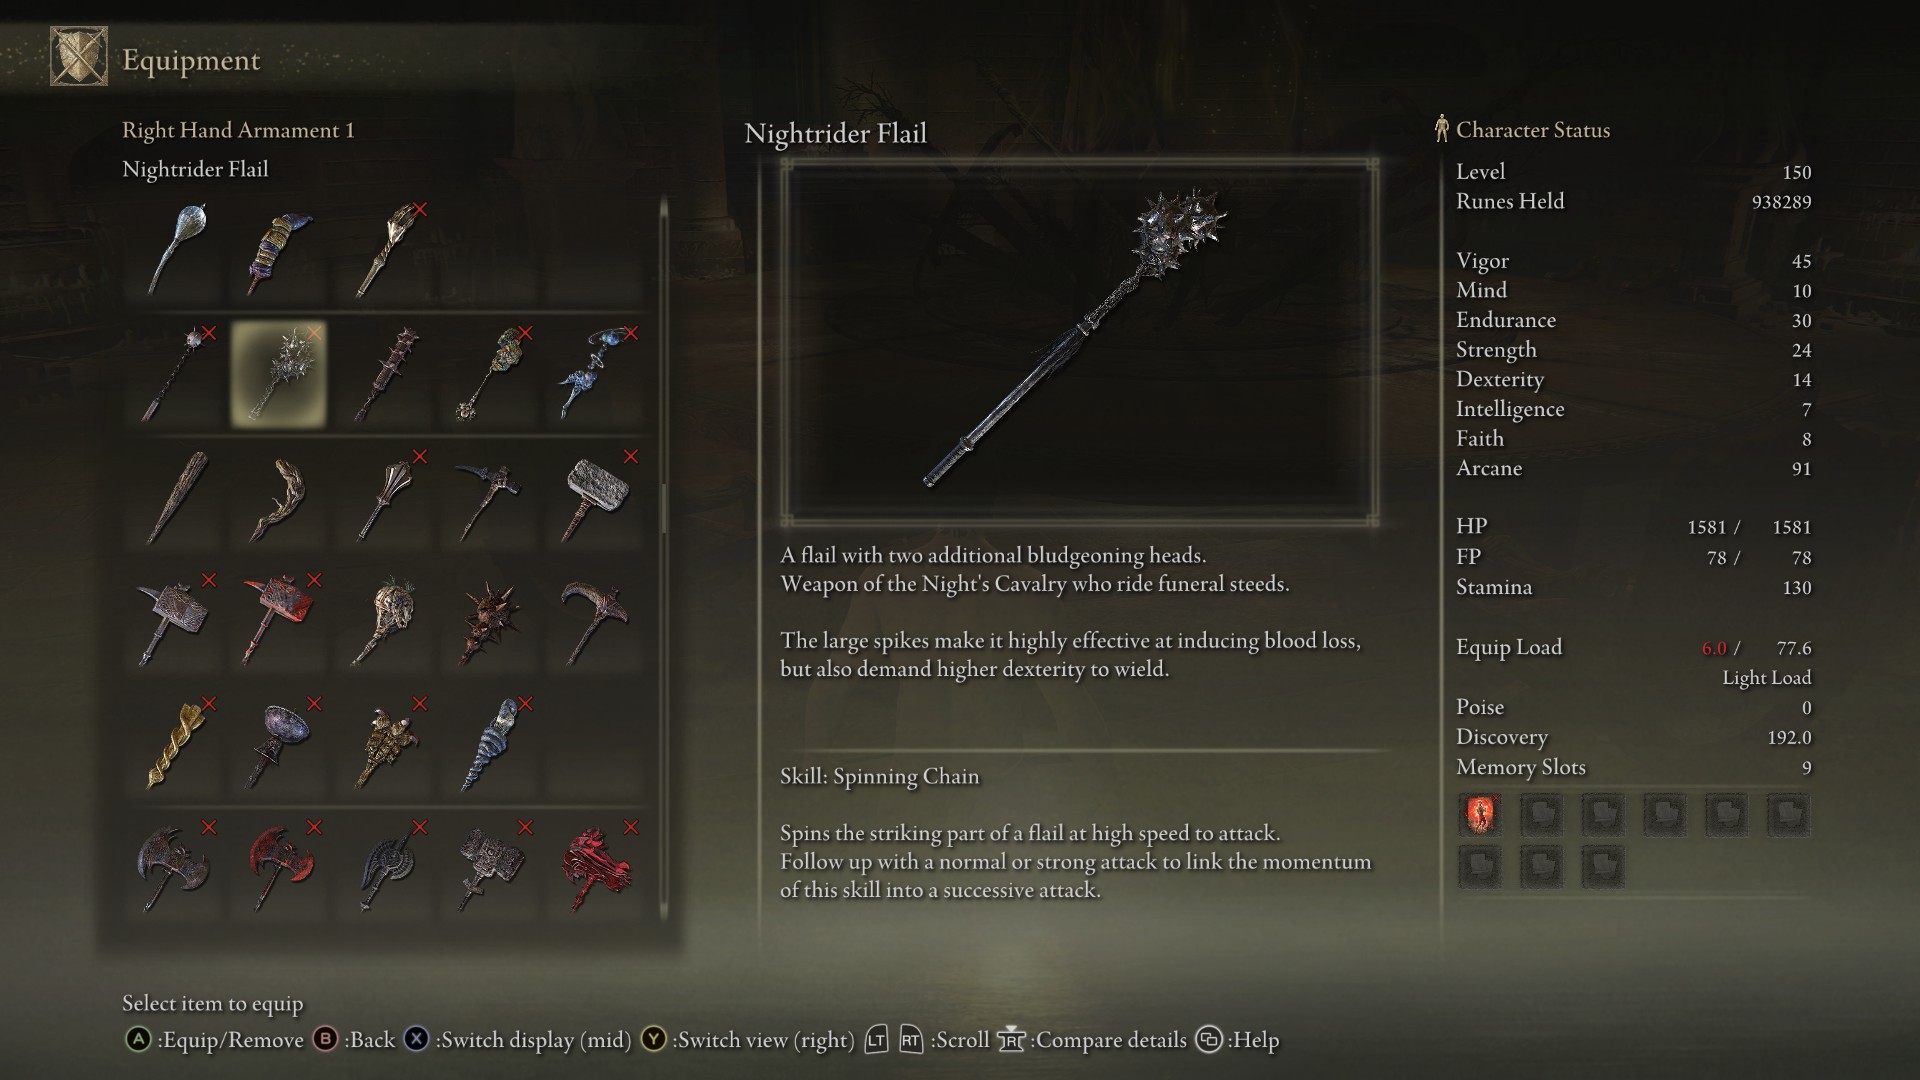 Equipment
Right Hand Armament 1
Nightrider Flail
Nightrider Flail
A flail with two additional bludgeoning heads.
Weapon of the Night's Cavalry who ride funeral steeds.
The large spikes make it highly effective at inducing blood loss,
but also demand higher dexterity to wield.
Skill: Spinning Chain
Spins the striking part of a flail at high speed to attack.
Follow up with a normal or strong attack to link the momentum
of this skill into a successive attack.
Character Status
Level 150
Runes Held 938289
Vigor 45
Mind 10
Endurance 30
Strength 24
Dexterity 14
Intelligence 7
Faith 8
Arcane 91
HP 1581 / 1581
FP 78 / 78
Stamina 130
Equip Load 6.0 / 77.6
Light Load
Poise 0
Discovery 192.0
Memory Slots 9
Select item to equip
A :Equip/Remove B :Back X :Switch display (mid) Y :Switch view (right) LT RT :Scroll R :Compare details :Help